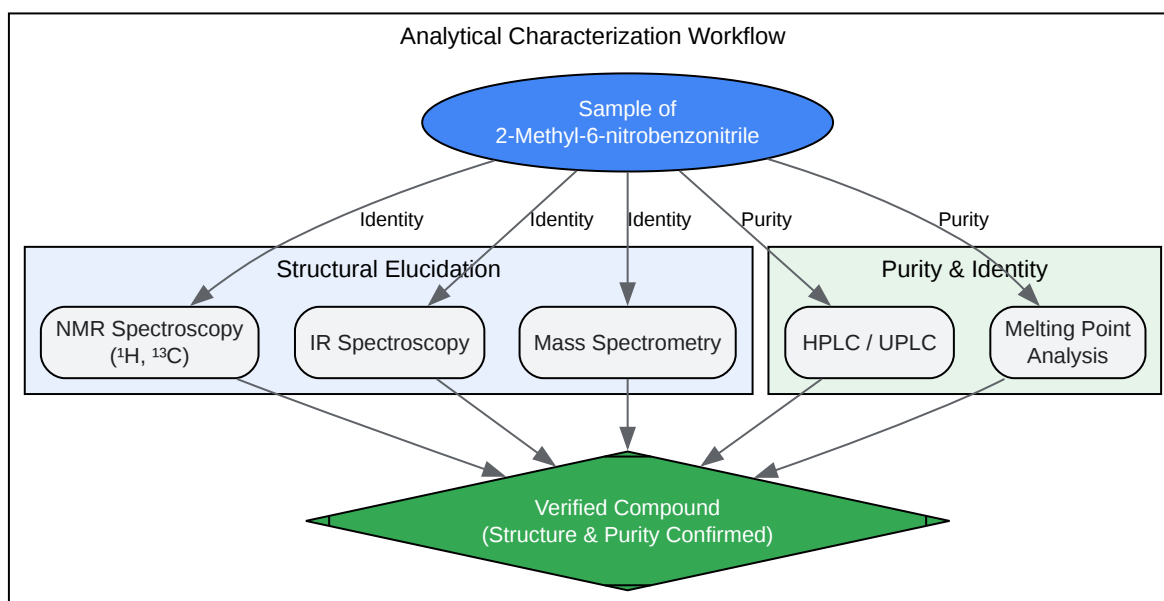 Analytical Characterization Workflow
Sample of
2-Methyl-6-nitrobenzonitrile
Identity
Identity
Identity
Purity
Purity
Structural Elucidation
Purity & Identity
NMR Spectroscopy
(¹H, ¹³C)
IR Spectroscopy
Mass Spectrometry
HPLC / UPLC
Melting Point
Analysis
Verified Compound
(Structure & Purity Confirmed)